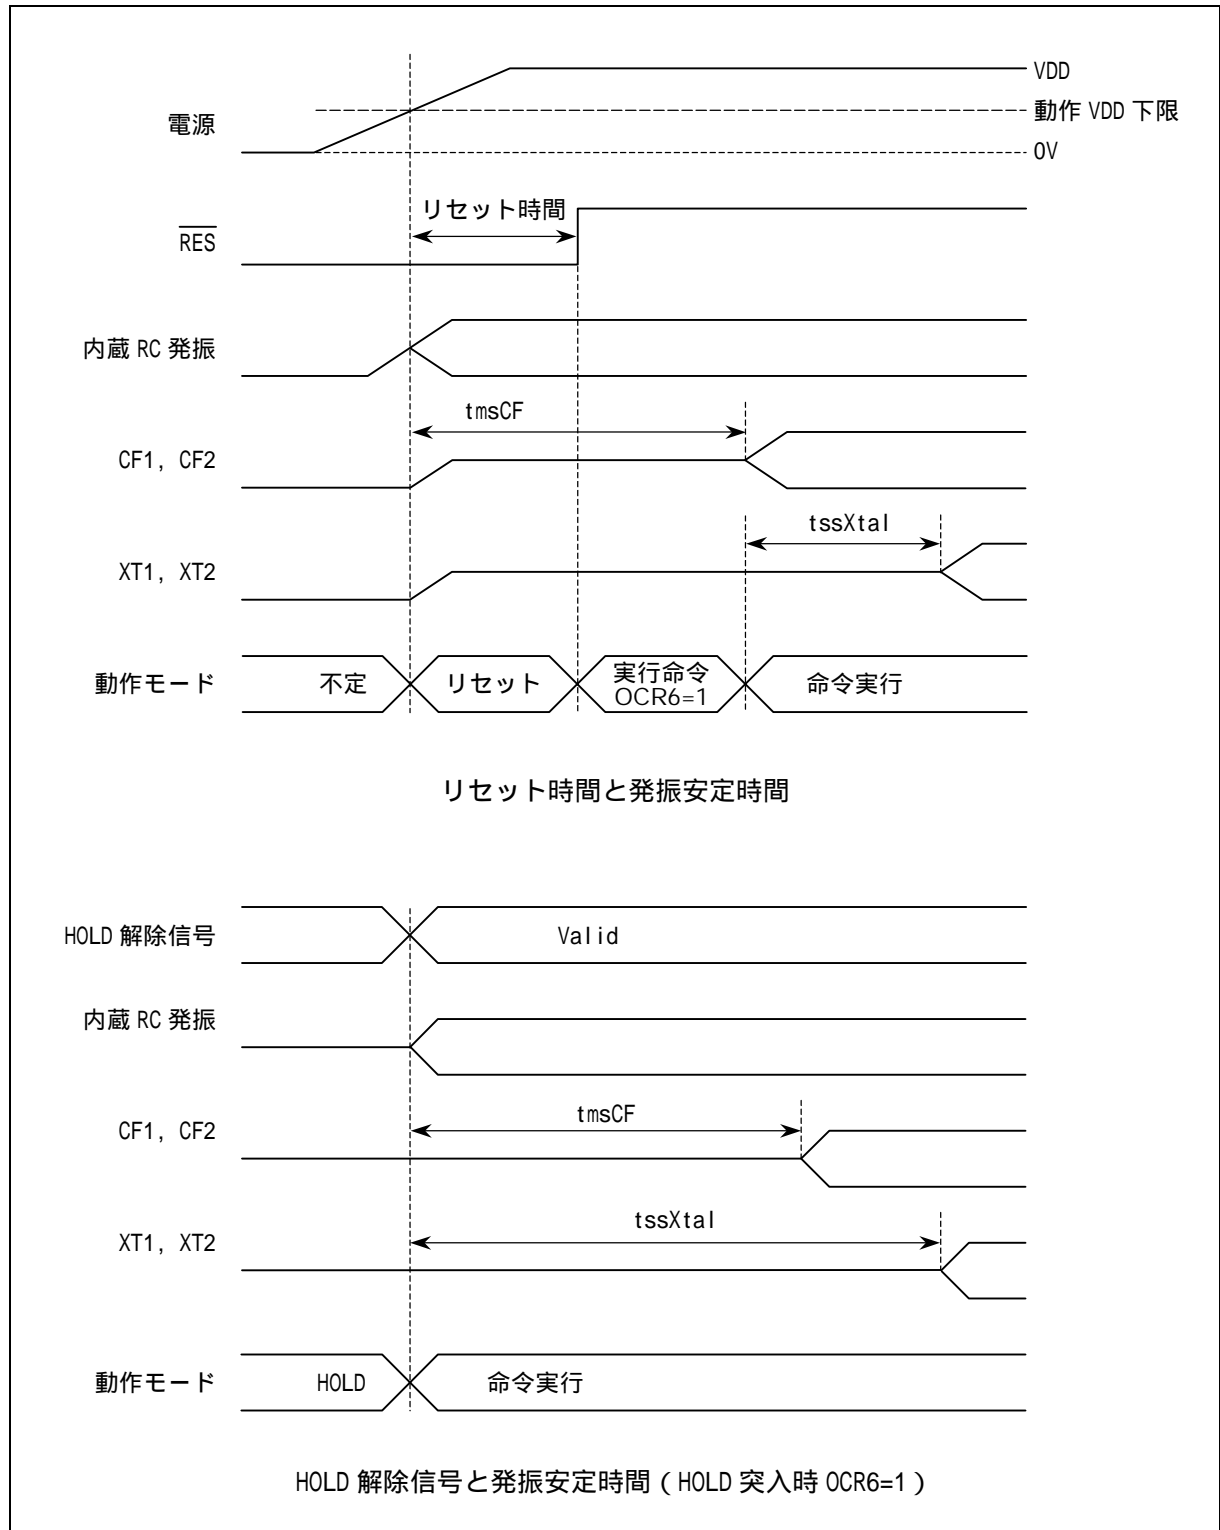 VDD
動作 VDD 下限
電源
0V
リセット時間
RES
内蔵 RC 発振
tmsCF
CF1, CF2
tssXtal
XT1, XT2
動作モード 不定 リセット 実行命令 OCR6=1 命令実行
リセット時間と発振安定時間
HOLD 解除信号 Valid
内蔵 RC 発振
tmsCF
CF1, CF2
tssXtal
XT1, XT2
動作モード HOLD 命令実行
HOLD 解除信号と発振安定時間(HOLD 突入時 OCR6=1)